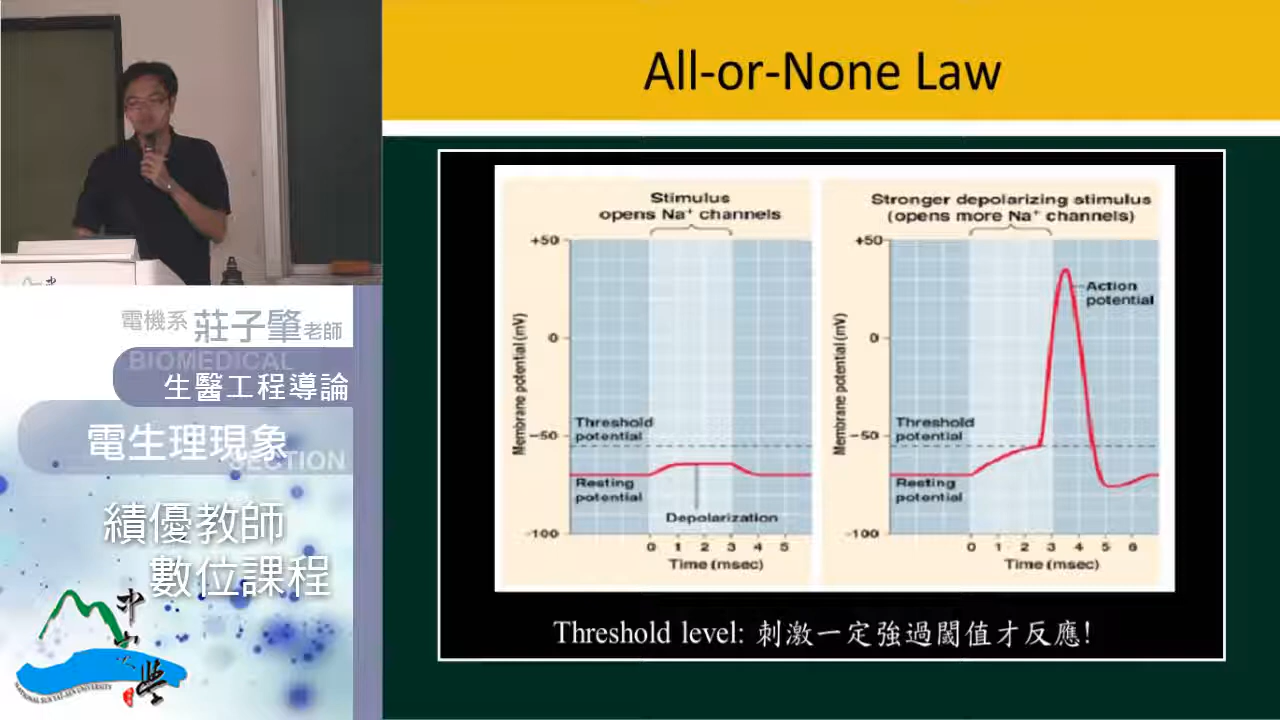 All-or-None Law
Stimulus
opens Na⁺ channels
+50
0
-50
-100
Membrane potential (mV)
Threshold
potential
Resting
potential
Depolarization
0 1 2 3 4 5
Time (msec)
Stronger depolarizing stimulus
(opens more Na⁺ channels)
+50
0
-50
-100
Membrane potential (mV)
Action
potential
Threshold
potential
Resting
potential
0 1 2 3 4 5 6
Time (msec)
Threshold level: 刺激一定強過閾值才反應!
電機系 莊子肇老師
BIOMEDICAL
生醫工程導論
電生理現象
SECTION
績優教師
數位課程
NATIONAL SUN YAT-SEN UNIVERSITY